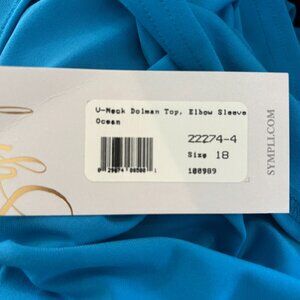 V-Neck Dolman Top, Elbow Sleeve
Ocean
22274-4
Size 18
100989
SYMPLI.COM